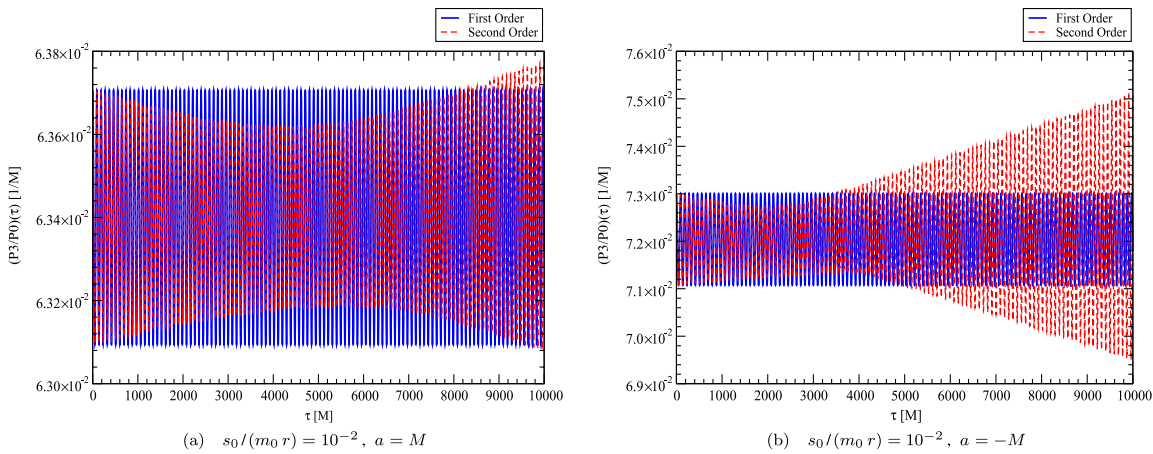 First Order
Second Order
6.38×10⁻²
6.36×10⁻²
6.34×10⁻²
6.32×10⁻²
6.30×10⁻²
(P3/P0)(τ) [1/M]
0 1000 2000 3000 4000 5000 6000 7000 8000 9000 10000
τ [M]
(a) s₀/(m₀ r) = 10⁻² , a = M
First Order
Second Order
7.6×10⁻²
7.5×10⁻²
7.4×10⁻²
7.3×10⁻²
7.2×10⁻²
7.1×10⁻²
7.0×10⁻²
6.9×10⁻²
(P3/P0)(τ) [1/M]
0 1000 2000 3000 4000 5000 6000 7000 8000 9000 10000
τ [M]
(b) s₀/(m₀ r) = 10⁻² , a = −M